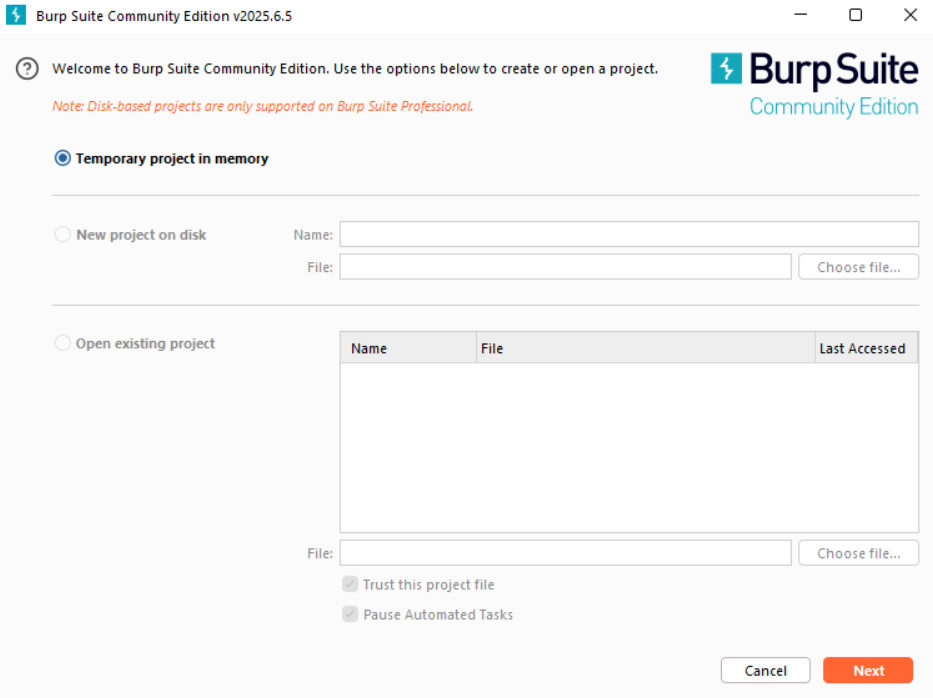 Burp Suite Community Edition v2025.6.5
Welcome to Burp Suite Community Edition. Use the options below to create or open a project.
Note: Disk-based projects are only supported on Burp Suite Professional.
Burp Suite
Community Edition
Temporary project in memory
New project on disk
Name:
File:
Choose file...
Open existing project
Name File Last Accessed
File:
Choose file...
Trust this project file
Pause Automated Tasks
Cancel Next